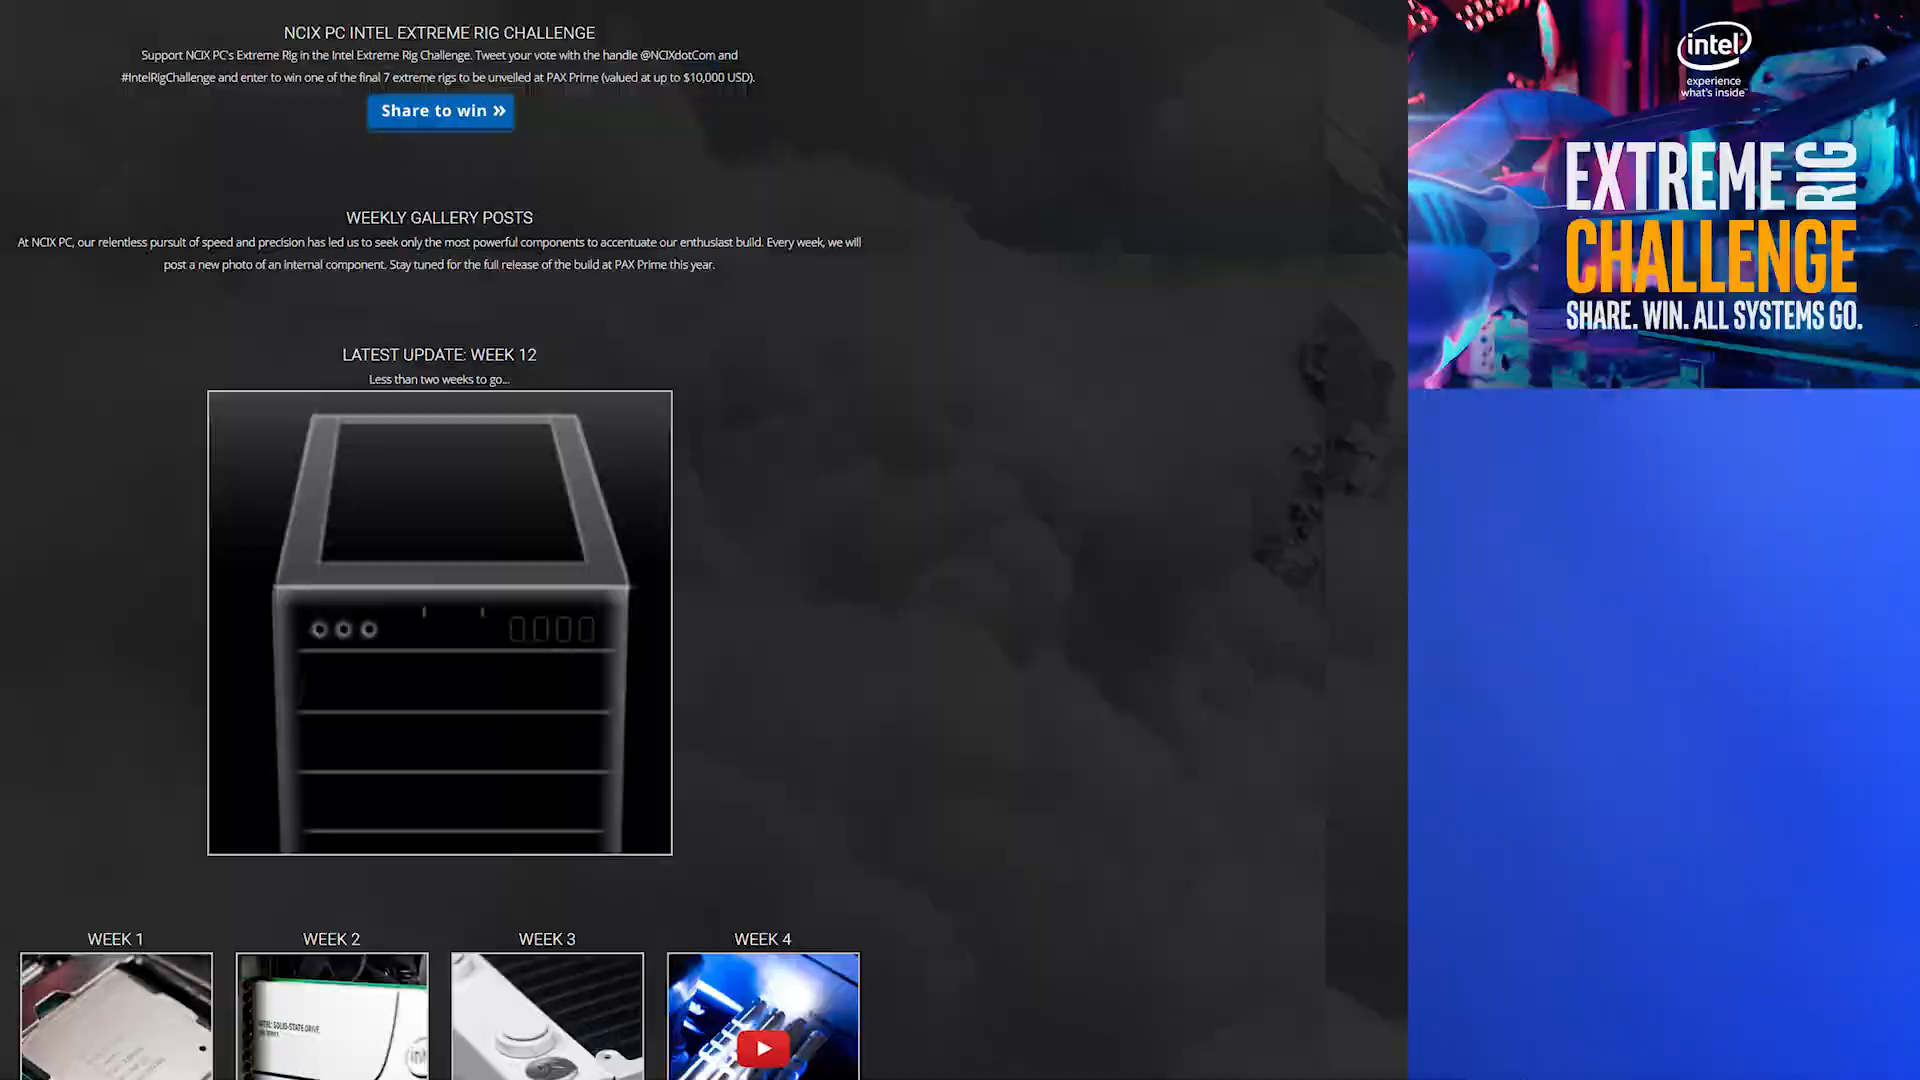 NCIX PC INTEL EXTREME RIG CHALLENGE
Support NCIX PC's Extreme Rig in the Intel Extreme Rig Challenge. Tweet your vote with the handle @NCIXdotCom and
#IntelRigChallenge and enter to win one of the final 7 extreme rigs to be unveiled at PAX Prime (valued at up to $10,000 USD).
Share to win »
WEEKLY GALLERY POSTS
At NCIX PC, our relentless pursuit of speed and precision has led us to seek only the most powerful components to accentuate our enthusiast build. Every week, we will
post a new photo of an internal component. Stay tuned for the full release of the build at PAX Prime this year.
LATEST UPDATE: WEEK 12
Less than two weeks to go...
WEEK 1
WEEK 2
WEEK 3
WEEK 4
INTEL® SOLID-STATE DRIVE
intel
experience
what's inside™
EXTREME RIG
CHALLENGE
SHARE. WIN. ALL SYSTEMS GO.